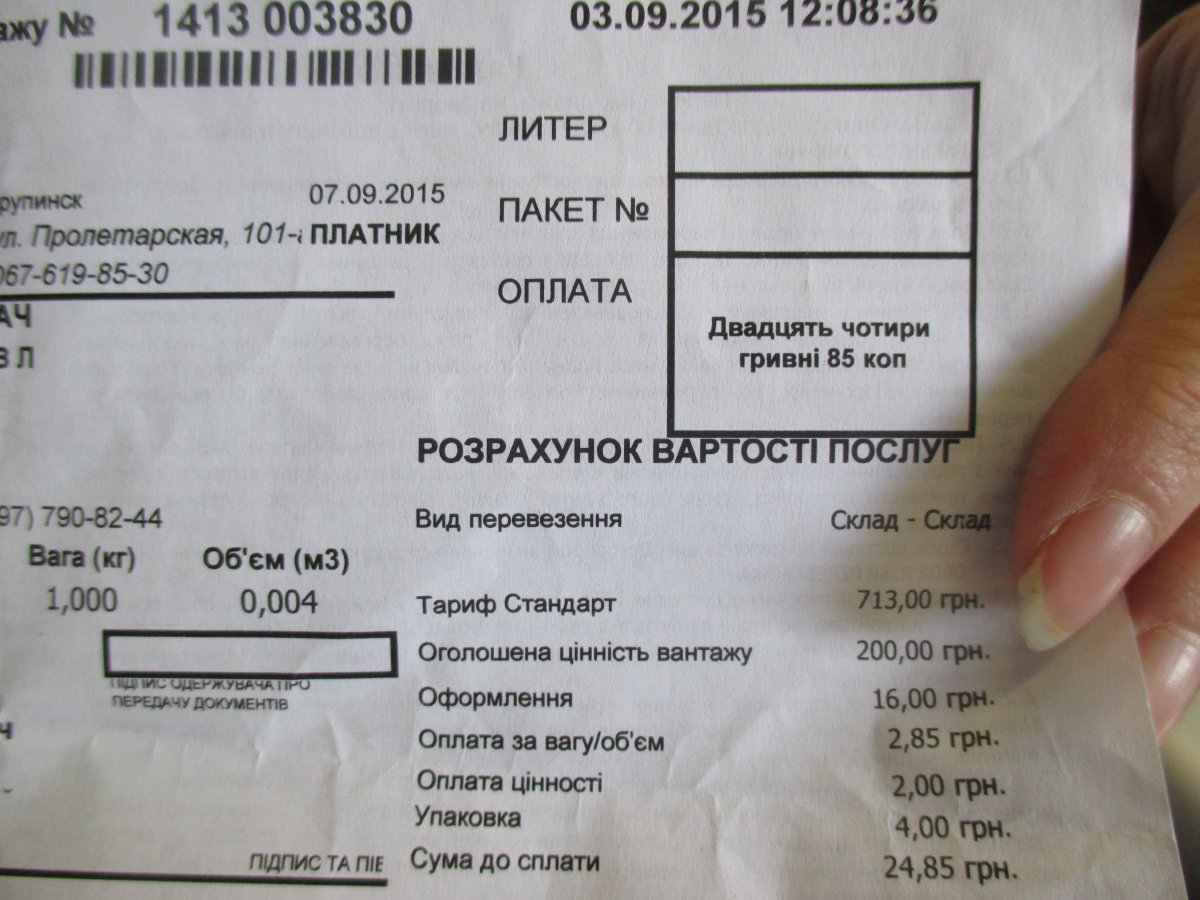 ажу № 1413 003830 03.09.2015 12:08:36
ЛИТЕР
рупинск 07.09.2015
ПАКЕТ №
ул. Пролетарская, 101-а ПЛАТНИК
067-619-85-30
ОПЛАТА
АЧ
Двадцять чотири
гривні 85 коп
В Л
РОЗРАХУНОК ВАРТОСТІ ПОСЛУГ
97) 790-82-44
Вид перевезення Склад - Склад
Вага (кг) Об'єм (м3)
1,000 0,004
Тариф Стандарт 713,00 грн.
Оголошена цінність вантажу 200,00 грн.
ПІДПИС ОДЕРЖУВАЧА ПРО
ПЕРЕДАЧУ ДОКУМЕНТІВ
Оформлення 16,00 грн.
Ч
Оплата за вагу/об'єм 2,85 грн.
Оплата цінності 2,00 грн.
Упаковка 4,00 грн.
ПІДПИС ТА ПІЕ
Сума до сплати 24,85 грн.